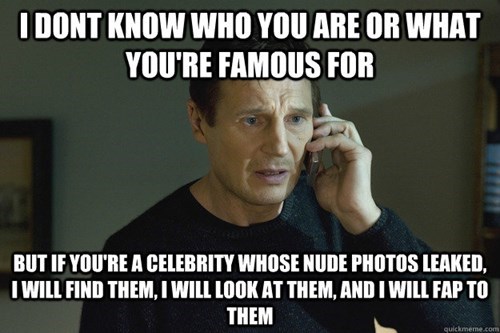 I DONT KNOW WHO YOU ARE OR WHAT
YOU'RE FAMOUS FOR
BUT IF YOU'RE A CELEBRITY WHOSE NUDE PHOTOS LEAKED,
I WILL FIND THEM, I WILL LOOK AT THEM, AND I WILL FAP TO
THEM
quickmeme.com